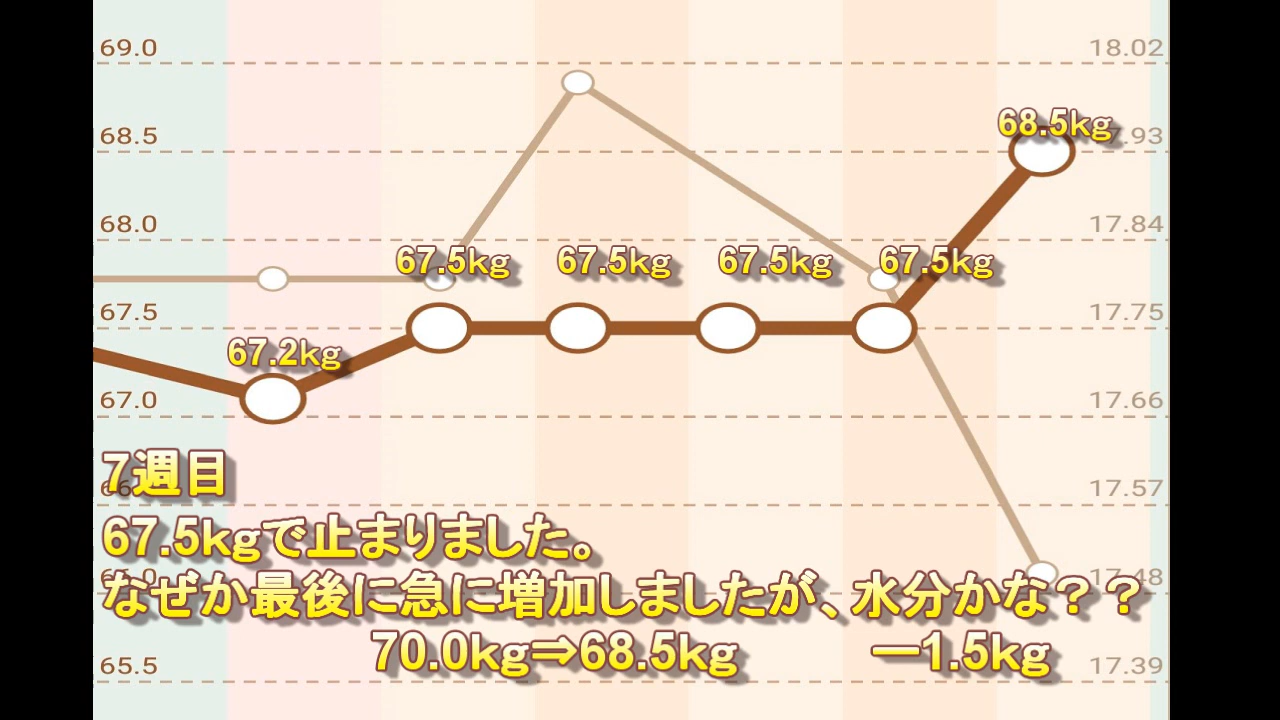 69.0 18.02
68.5kg
68.5 17.93
68.0 17.84
67.5kg 67.5kg 67.5kg 67.5kg
67.5 17.75
67.2kg
67.0 17.66
7週目
17.57
67.5kgで止まりました。
17.48
なぜか最後に急に増加しましたが、水分かな？？
70.0kg⇒68.5kg ー1.5kg
65.5 17.39